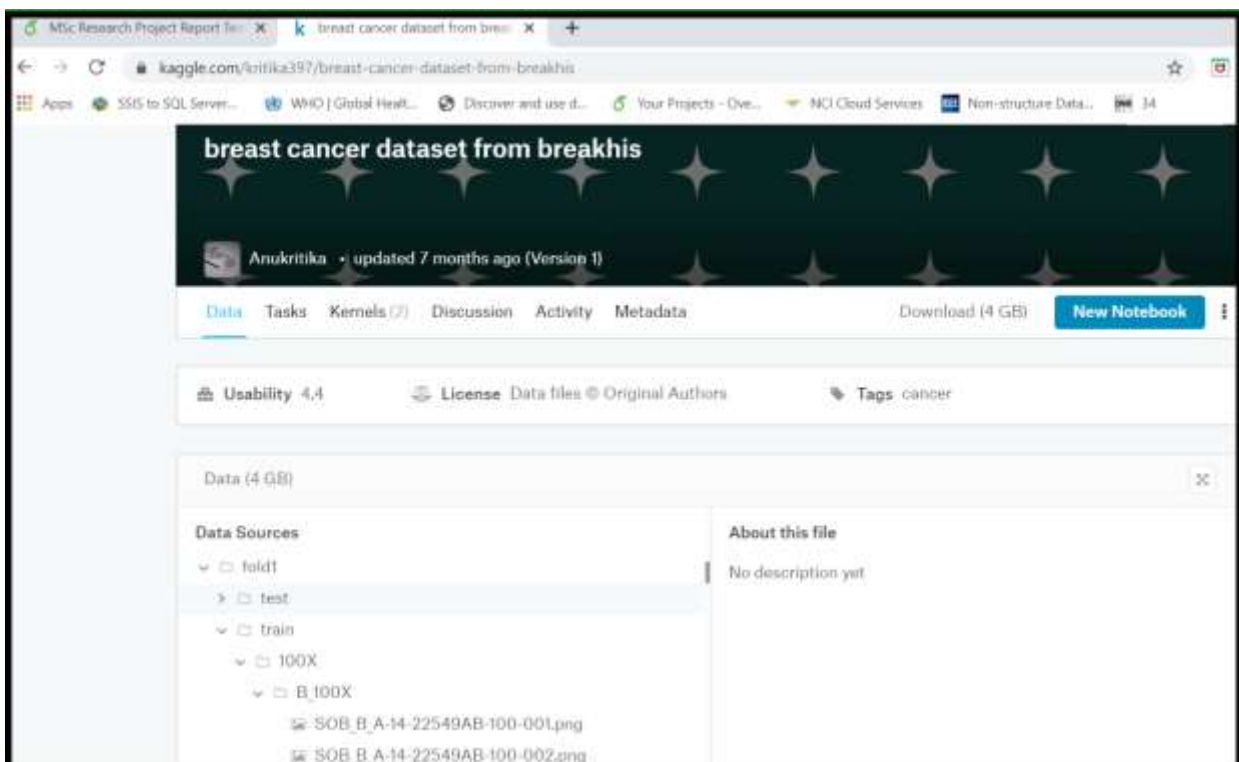 MSc Research Project Report Te
breast cancer dataset from brea
kaggle.com/kritika397/breast-cancer-dataset-from-breakhis
Apps SSIS to SQL Server... WHO | Global Healt... Discover and use d... Your Projects - Ove... NCI Cloud Services Non-structure Data... 34
breast cancer dataset from breakhis
Anukritika • updated 7 months ago (Version 1)
Data Tasks Kernels (2) Discussion Activity Metadata Download (4 GB) New Notebook
Usability 4.4 License Data files © Original Authors Tags cancer
Data (4 GB)
Data Sources
About this file
fold1
No description yet
test
train
100X
B_100X
SOB_B_A-14-22549AB-100-001.png
SOB_B_A-14-22549AB-100-002.png